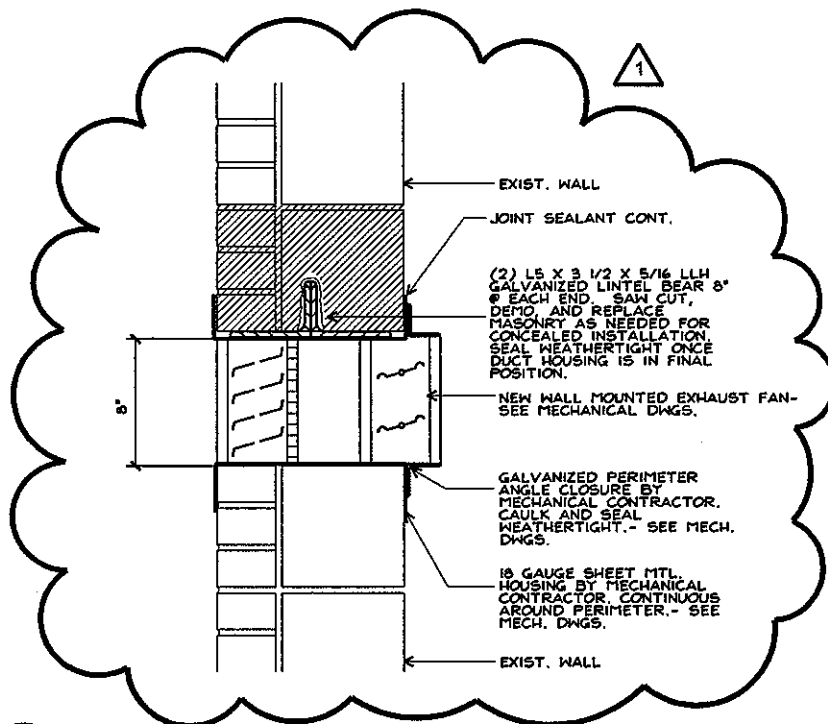 1
EXIST. WALL
JOINT SEALANT CONT.
(2) L5 X 3 1/2 X 5/16 LLH
GALVANIZED LINTEL BEAR 8"
@ EACH END. SAW CUT,
DEMO, AND REPLACE
MASONRY AS NEEDED FOR
CONCEALED INSTALLATION.
SEAL WEATHERTIGHT ONCE
DUCT HOUSING IS IN FINAL
POSITION.
8"
NEW WALL MOUNTED EXHAUST FAN-
SEE MECHANICAL DWGS.
GALVANIZED PERIMETER
ANGLE CLOSURE BY
MECHANICAL CONTRACTOR.
CAULK AND SEAL
WEATHERTIGHT.- SEE MECH.
DWGS.
18 GAUGE SHEET MTL.
HOUSING BY MECHANICAL
CONTRACTOR. CONTINUOUS
AROUND PERIMETER.- SEE
MECH. DWGS.
EXIST. WALL